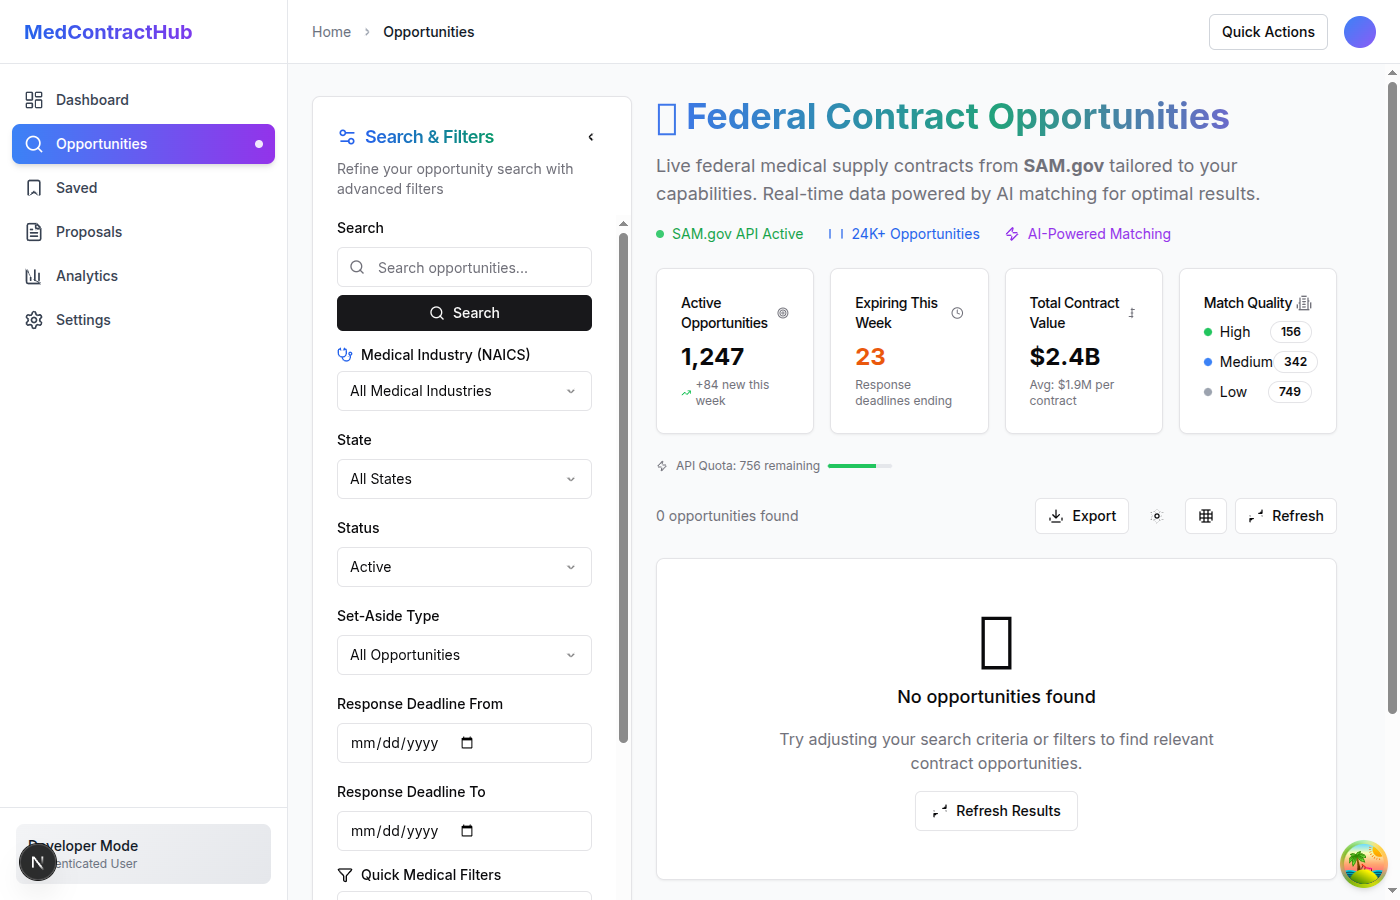 MedContractHub
Home
Opportunities
Quick Actions
Dashboard
Opportunities
Saved
Proposals
Analytics
Settings
Developer Mode
enticated User
N
Search & Filters
Refine your opportunity search with
advanced filters
Search
Search opportunities...
Search
Medical Industry (NAICS)
All Medical Industries
State
All States
Status
Active
Set-Aside Type
All Opportunities
Response Deadline From
mm/dd/yyyy
Response Deadline To
mm/dd/yyyy
Quick Medical Filters
Federal Contract Opportunities
Live federal medical supply contracts from SAM.gov tailored to your
capabilities. Real-time data powered by AI matching for optimal results.
SAM.gov API Active
24K+ Opportunities
AI-Powered Matching
Active
Opportunities
1,247
+84 new this
week
Expiring This
Week
23
Response
deadlines ending
Total Contract
Value
$2.4B
Avg: $1.9M per
contract
Match Quality
High 156
Medium 342
Low 749
API Quota: 756 remaining
0 opportunities found
Export
Refresh
No opportunities found
Try adjusting your search criteria or filters to find relevant
contract opportunities.
Refresh Results